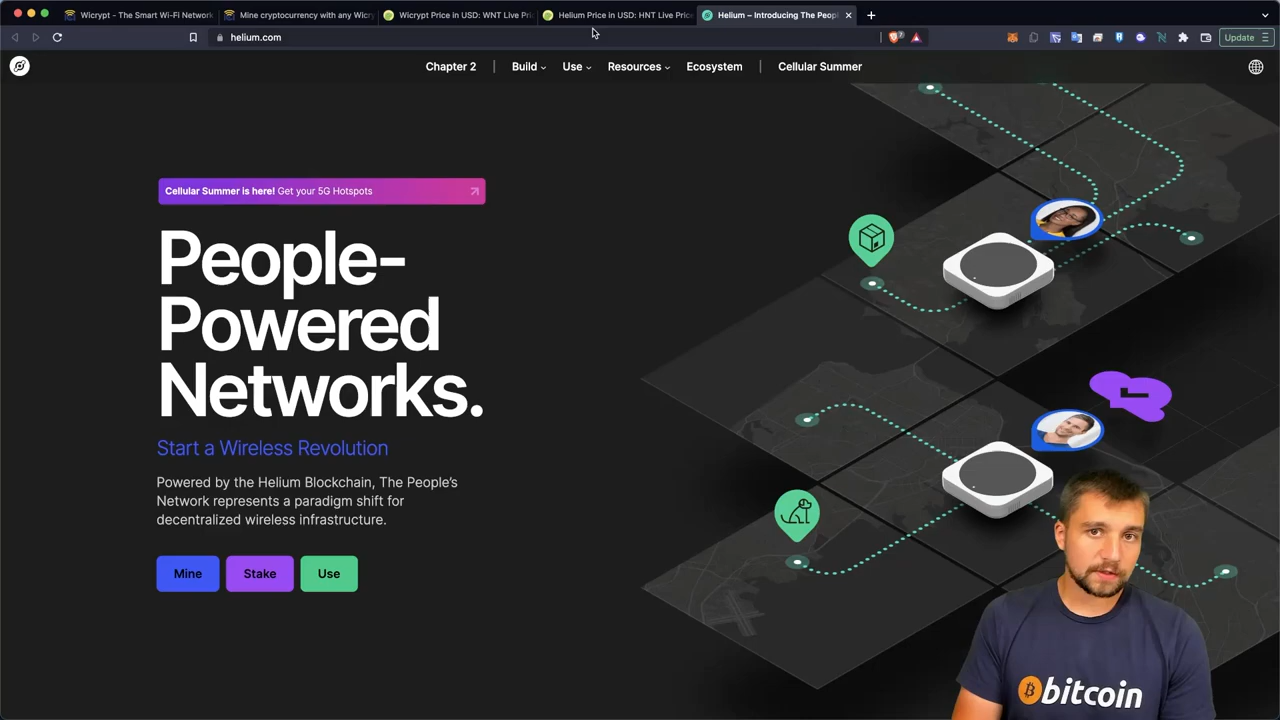 Wicrypt - The Smart Wi-Fi Network
Mine cryptocurrency with any Wicry
Wicrypt Price in USD: WNT Live Pri
Helium Price in USD: HNT Live Pric
Helium – Introducing The Peop
helium.com
7
Update
Chapter 2
Build
Use
Resources
Ecosystem
Cellular Summer
Cellular Summer is here! Get your 5G Hotspots
People-
Powered
Networks.
Start a Wireless Revolution
Powered by the Helium Blockchain, The People's
Network represents a paradigm shift for
decentralized wireless infrastructure.
Mine
Stake
Use
bitcoin